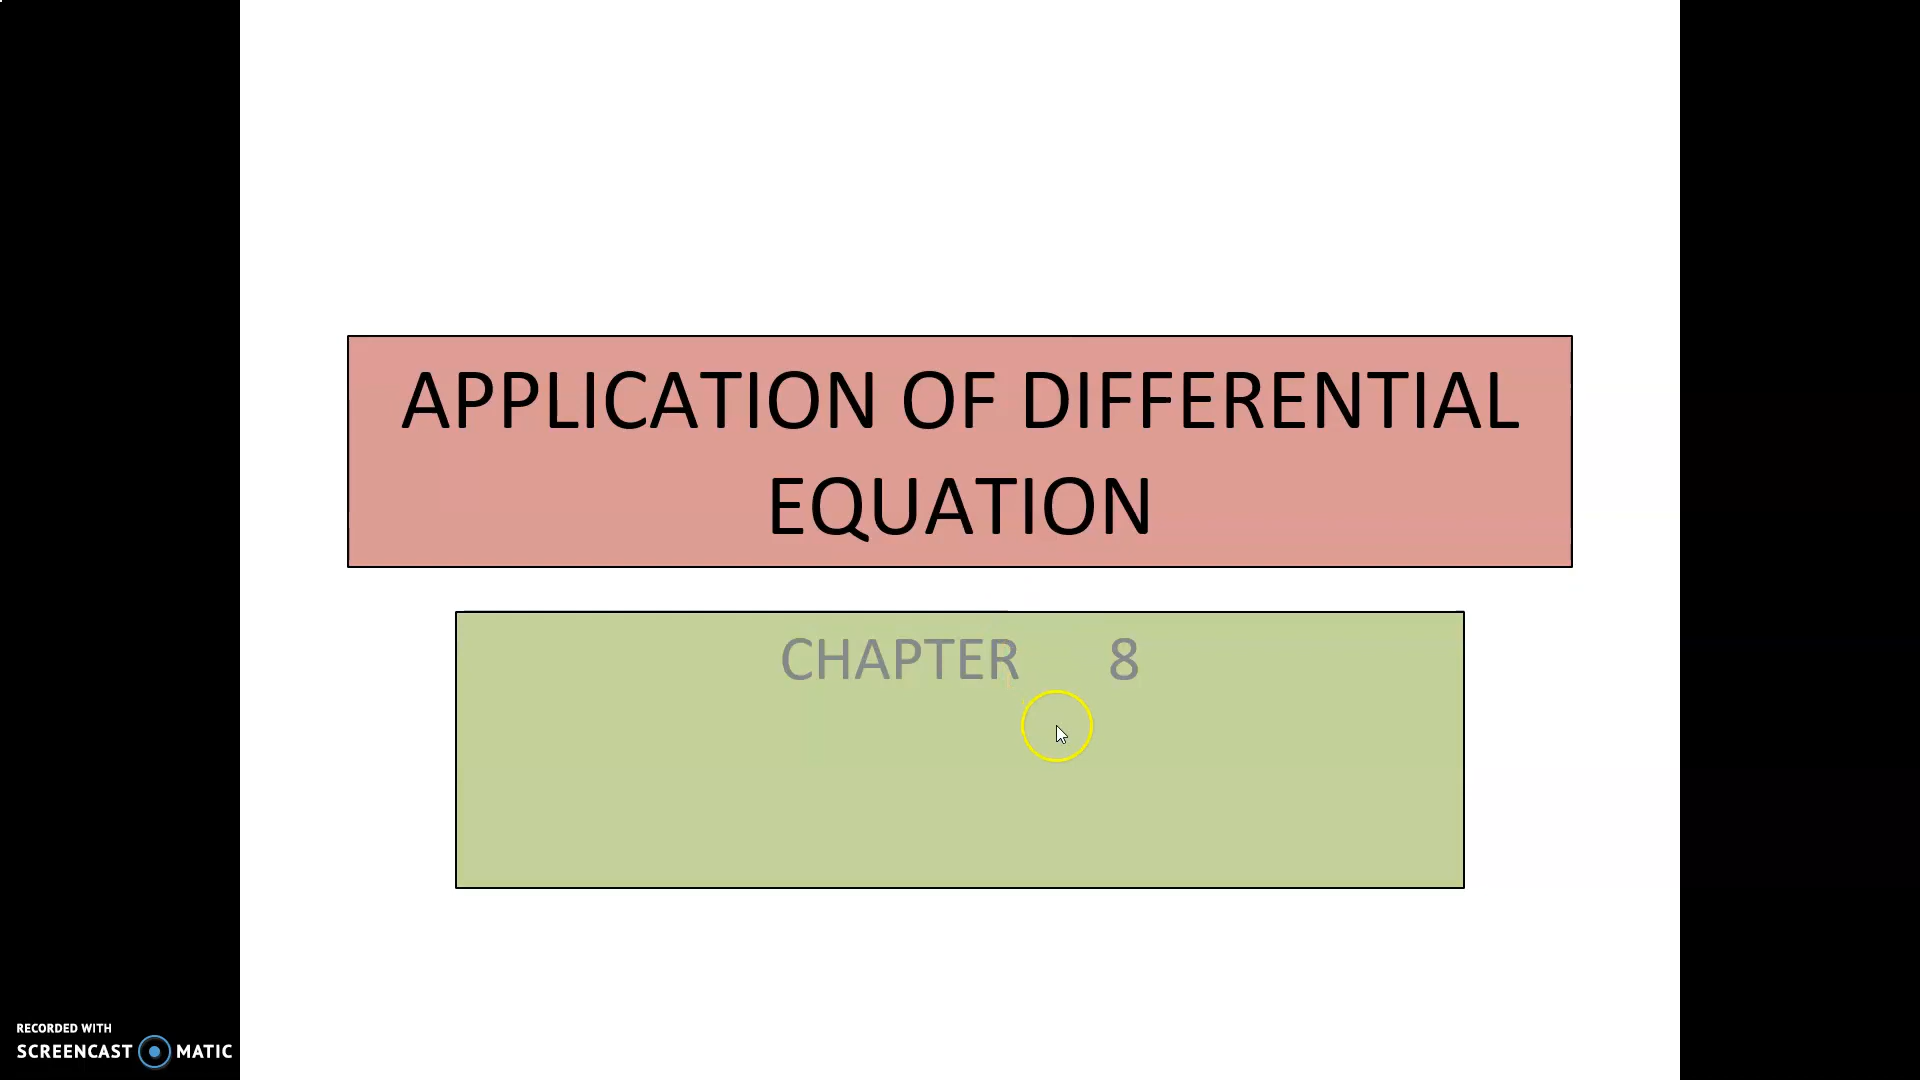 APPLICATION OF DIFFERENTIAL
EQUATION
CHAPTER 8
RECORDED WITH
SCREENCAST MATIC